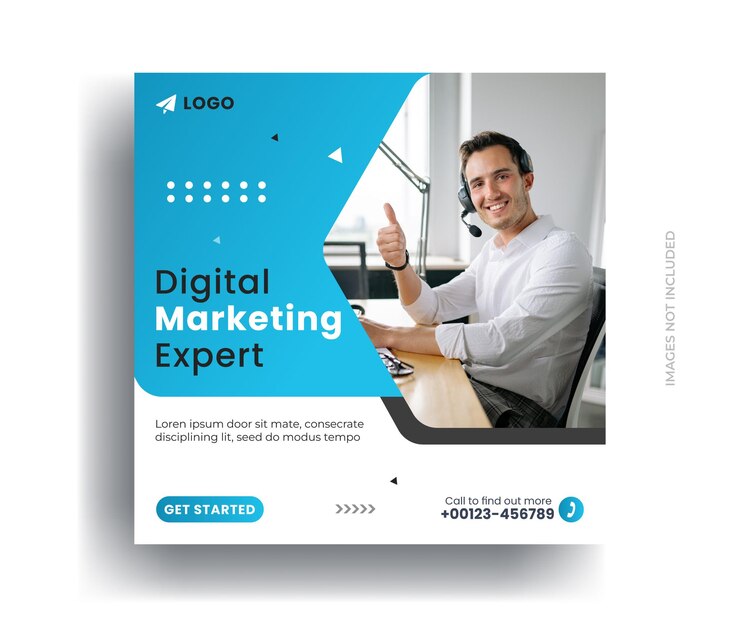 LOGO
Digital
Marketing
Expert
Lorem ipsum dolor sit mate, consecrate
disciplining lit, seed do modus tempo
GET STARTED
>>>>>
Call to find out more
+00123-456789
IMAGES NOT INCLUDED